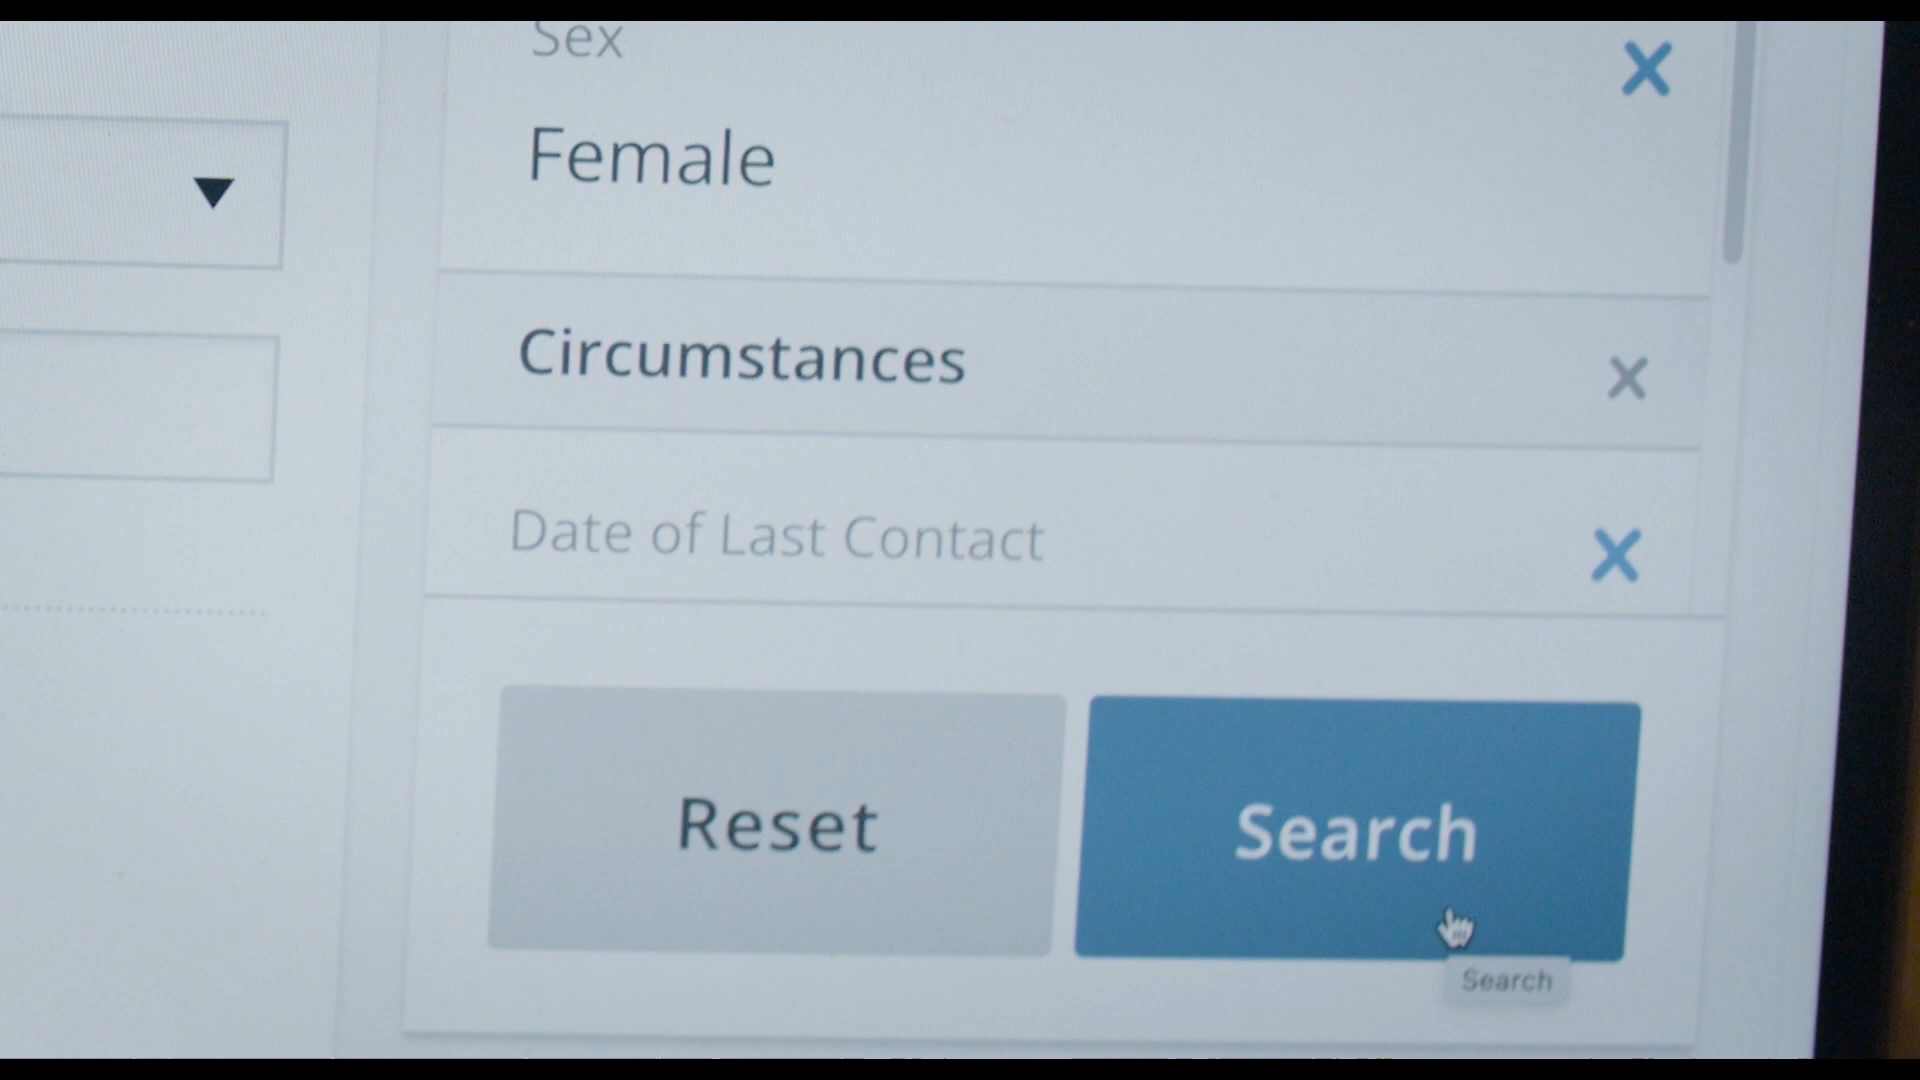 Sex
Female
Circumstances
Date of Last Contact
Reset
Search
Search